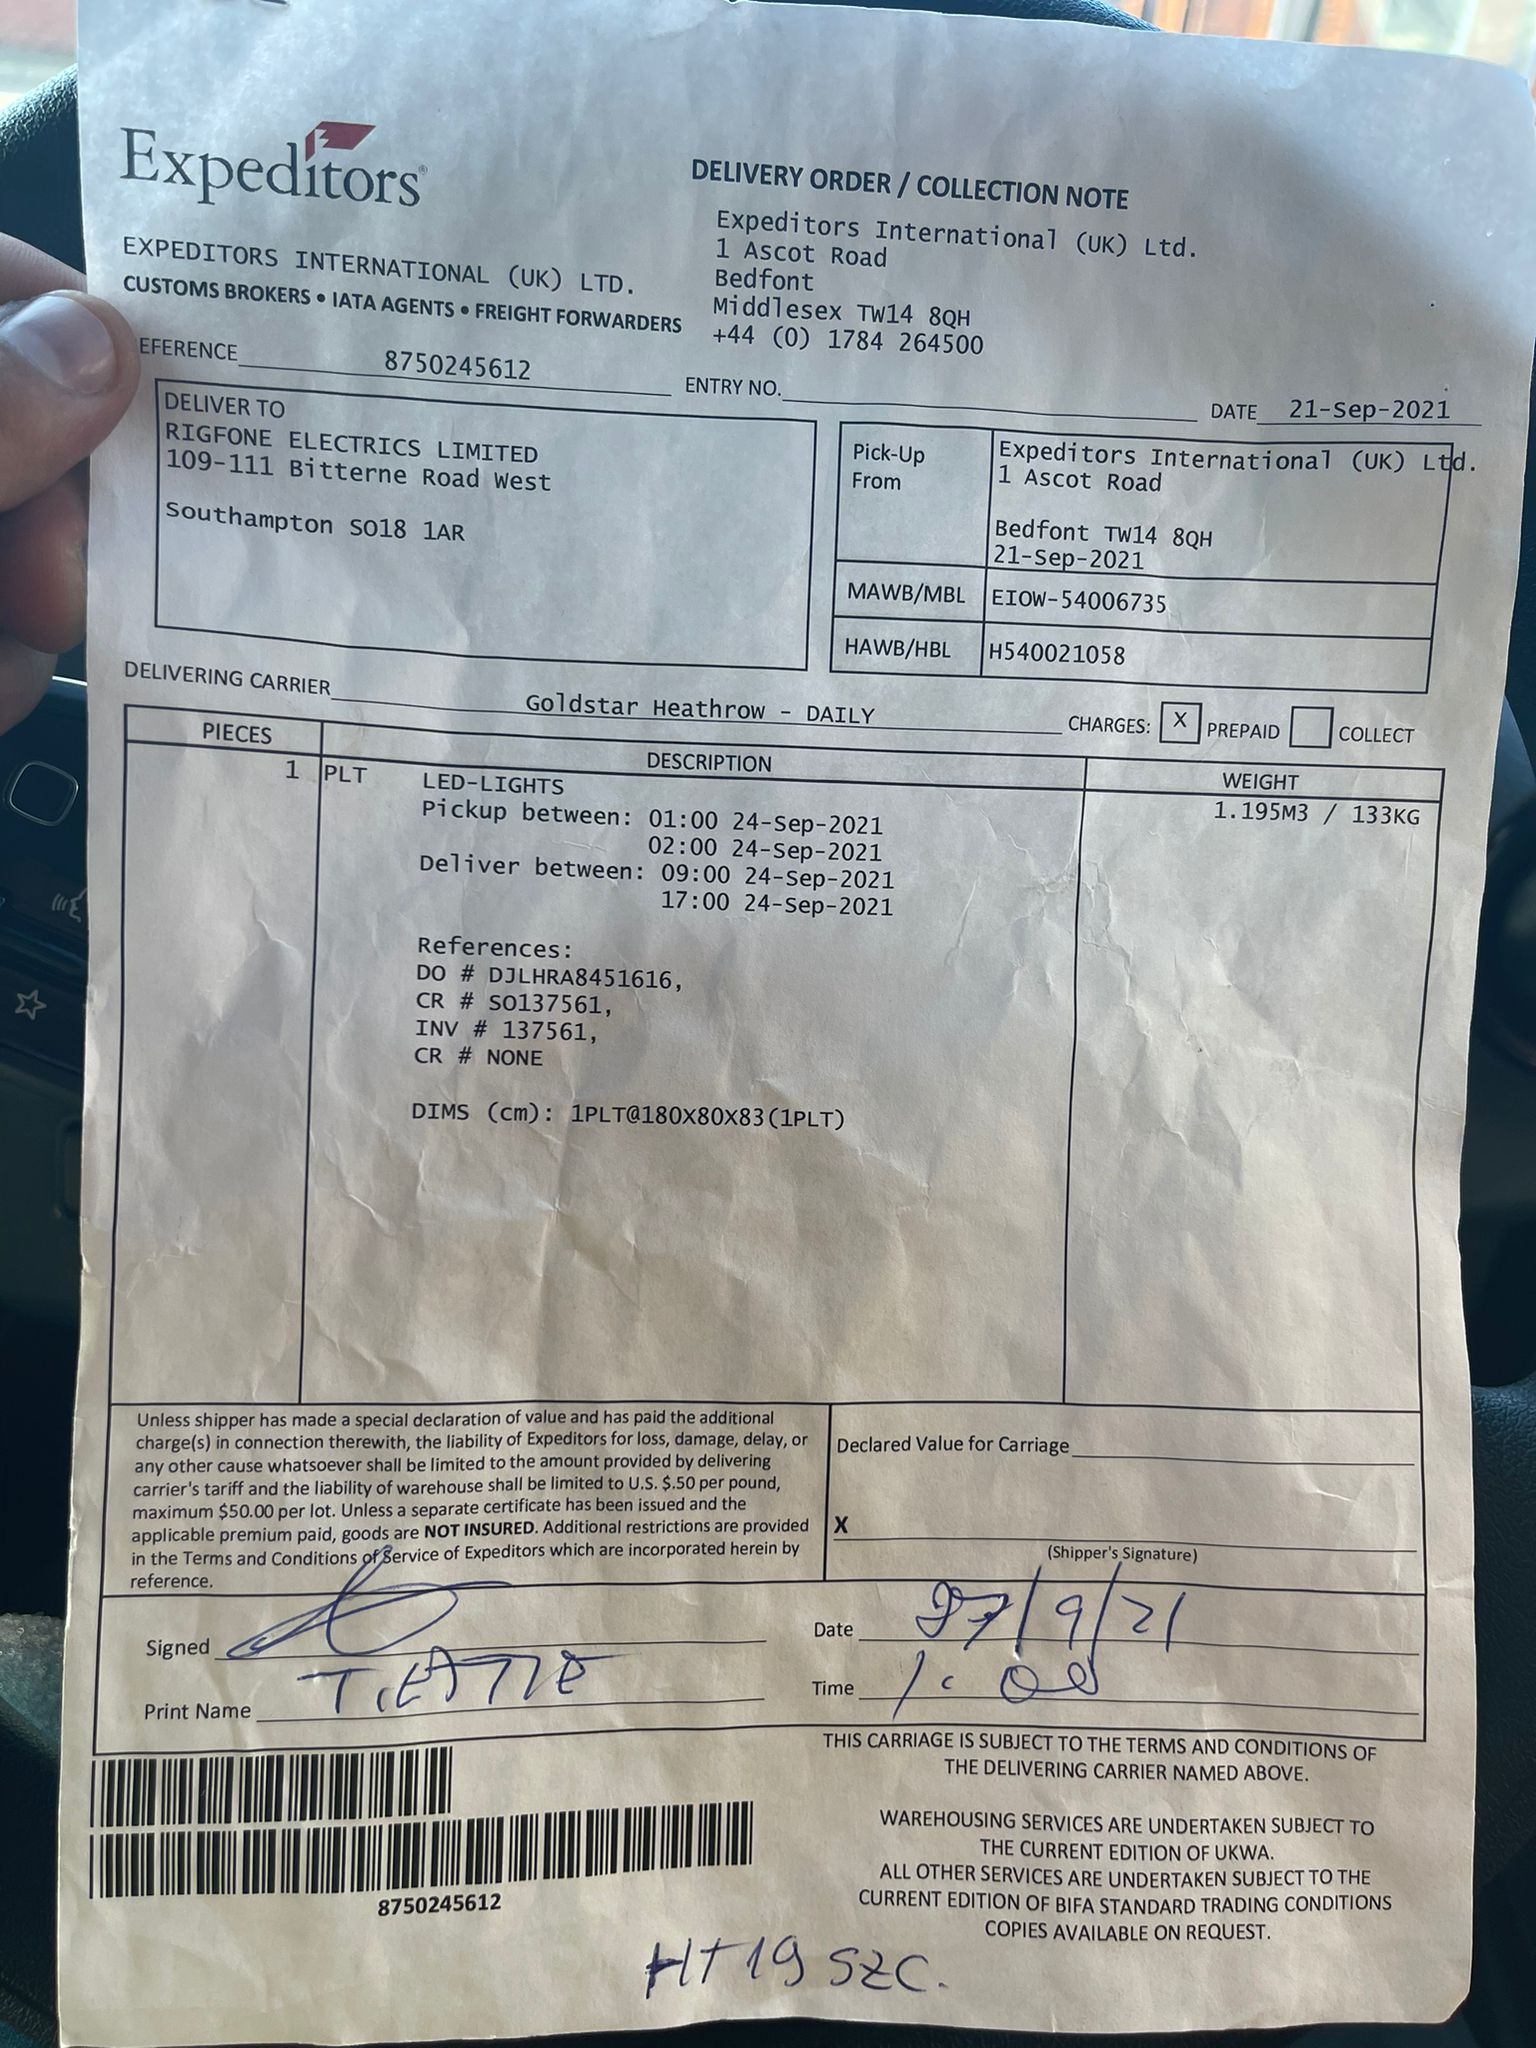 Expeditors
DELIVERY ORDER / COLLECTION NOTE
Expeditors International (UK) Ltd.
1 Ascot Road
Bedfont
Middlesex TW14 8QH
+44 (0) 1784 264500
EXPEDITORS INTERNATIONAL (UK) LTD.
CUSTOMS BROKERS • IATA AGENTS • FREIGHT FORWARDERS
EFERENCE 8750245612
ENTRY NO.
DATE 21-Sep-2021
DELIVER TO
RIGFONE ELECTRICS LIMITED
109-111 Bitterne Road West
Southampton SO18 1AR
Pick-Up From
Expeditors International (UK) Ltd.
1 Ascot Road
Bedfont TW14 8QH
21-Sep-2021
MAWB/MBL EIOW-54006735
HAWB/HBL H540021058
DELIVERING CARRIER Goldstar Heathrow - DAILY
CHARGES: X PREPAID COLLECT
PIECES DESCRIPTION WEIGHT
1 PLT LED-LIGHTS 1.195M3 / 133KG
Pickup between: 01:00 24-Sep-2021
02:00 24-Sep-2021
Deliver between: 09:00 24-Sep-2021
17:00 24-Sep-2021
References:
DO # DJLHRA8451616,
CR # SO137561,
INV # 137561,
CR # NONE
DIMS (cm): 1PLT@180X80X83(1PLT)
Unless shipper has made a special declaration of value and has paid the additional
charge(s) in connection therewith, the liability of Expeditors for loss, damage, delay, or
any other cause whatsoever shall be limited to the amount provided by delivering
carrier's tariff and the liability of warehouse shall be limited to U.S. $.50 per pound,
maximum $50.00 per lot. Unless a separate certificate has been issued and the
applicable premium paid, goods are NOT INSURED. Additional restrictions are provided
in the Terms and Conditions of Service of Expeditors which are incorporated herein by
reference.
Declared Value for Carriage
X
(Shipper's Signature)
Signed
Date 27/9/21
Print Name
Time 1:00
THIS CARRIAGE IS SUBJECT TO THE TERMS AND CONDITIONS OF
THE DELIVERING CARRIER NAMED ABOVE.
WAREHOUSING SERVICES ARE UNDERTAKEN SUBJECT TO
THE CURRENT EDITION OF UKWA.
ALL OTHER SERVICES ARE UNDERTAKEN SUBJECT TO THE
CURRENT EDITION OF BIFA STANDARD TRADING CONDITIONS
COPIES AVAILABLE ON REQUEST.
8750245612
HT19 SZC.